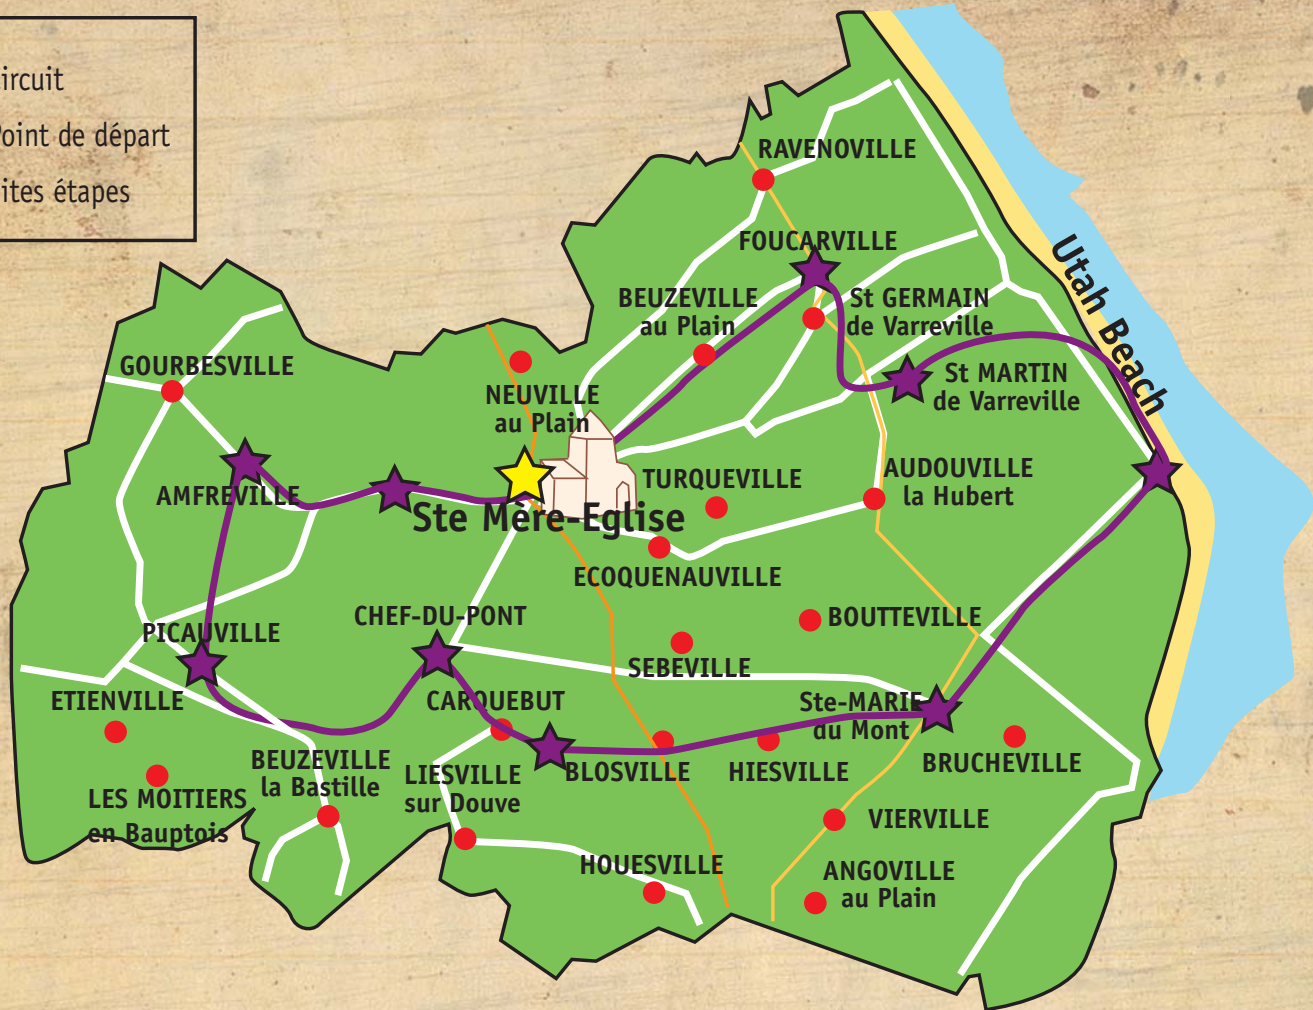 ircuit
oint de départ
ites étapes
RAVENOVILLE
FOUCARVILLE
BEUZEVILLE
au Plain
St GERMAIN
de Varreville
Utah Beach
GOURBESVILLE
NEUVILLE
au Plain
St MARTIN
de Varreville
AMFREVILLE
TURQUEVILLE
AUDOUVILLE
la Hubert
Ste Mère-Eglise
ECOQUENAUVILLE
PICAUVILLE
CHEF-DU-PONT
BOUTTEVILLE
SEBEVILLE
ETIENVILLE
CARQUEBUT
Ste-MARIE
du Mont
BEUZEVILLE
la Bastille
LIESVILLE
sur Douve
BLOSVILLE
HIESVILLE
BRUCHEVILLE
LES MOITIERS
en Bauptois
VIERVILLE
HOUESVILLE
ANGOVILLE
au Plain